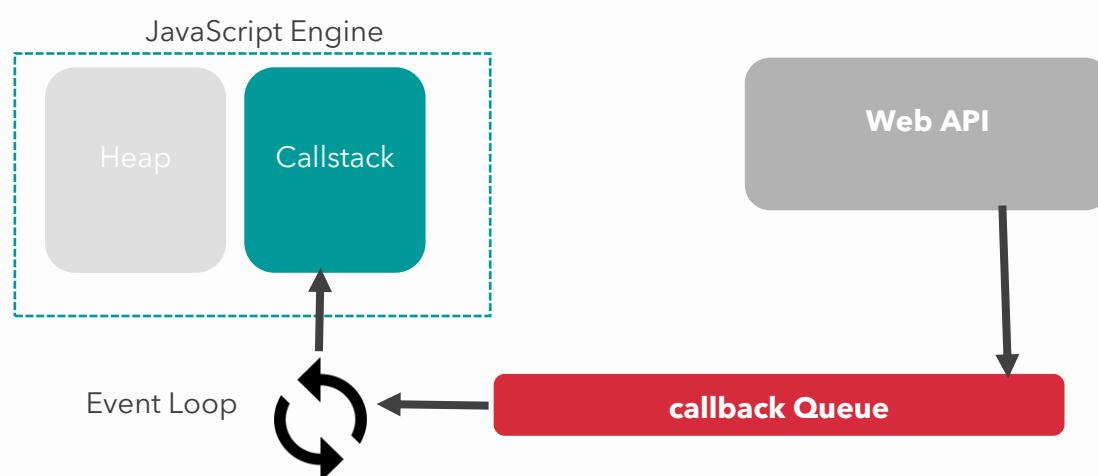 JavaScript Engine
Heap
Callstack
Web API
Event Loop
callback Queue